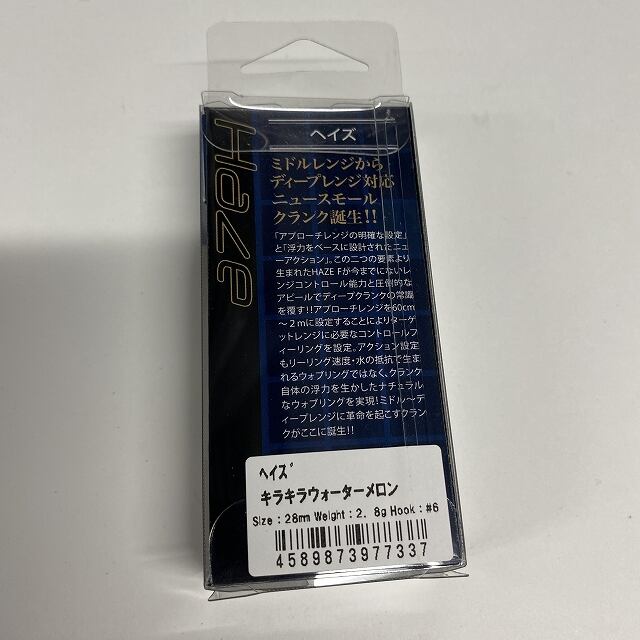 Haze
ヘイズ
ミドルレンジから
ディープレンジ対応
ニュースモール
クランク誕生!!
「アプローチレンジの明確な設定」
と「浮力をベースに設計されたニュ
ーアクション」。この二つの要素より
生まれたHAZE Fが今までにないレ
ンジコントロール能力と圧倒的な
アピールでディープクランクの常識
を覆す!!アプローチレンジを60cm
〜2mに設定することによりターゲ
ットレンジに必要なコントロールフ
ィーリングを設定。アクション設定
もリーリング速度・水の抵抗で生ま
れるウォブリングではなく、クランク
自体の浮力を生かしたナチュラル
なウォブリングを実現!ミドル〜デ
ィープレンジに革命を起こすクラン
クがここに誕生!!
ヘイズ
キラキラウォーターメロン
Size：28mm Weight：2.8g Hook：#6
4589873977337